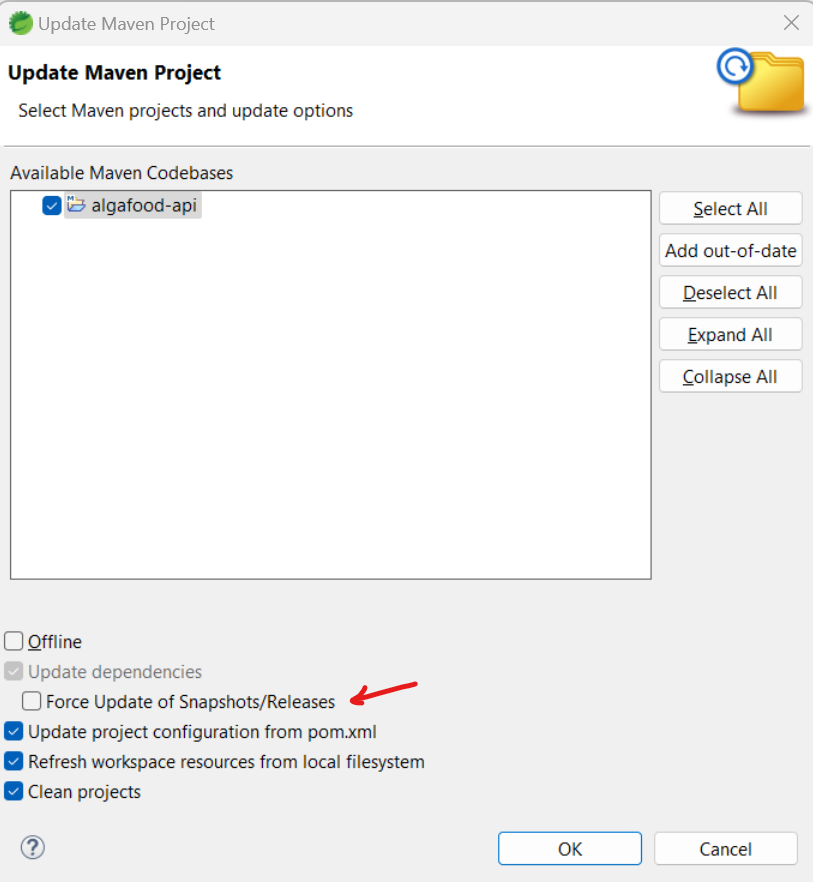 Update Maven Project
Update Maven Project
Select Maven projects and update options
Available Maven Codebases
algafood-api
Select All
Add out-of-date
Deselect All
Expand All
Collapse All
Offline
Update dependencies
Force Update of Snapshots/Releases
Update project configuration from pom.xml
Refresh workspace resources from local filesystem
Clean projects
?
OK
Cancel